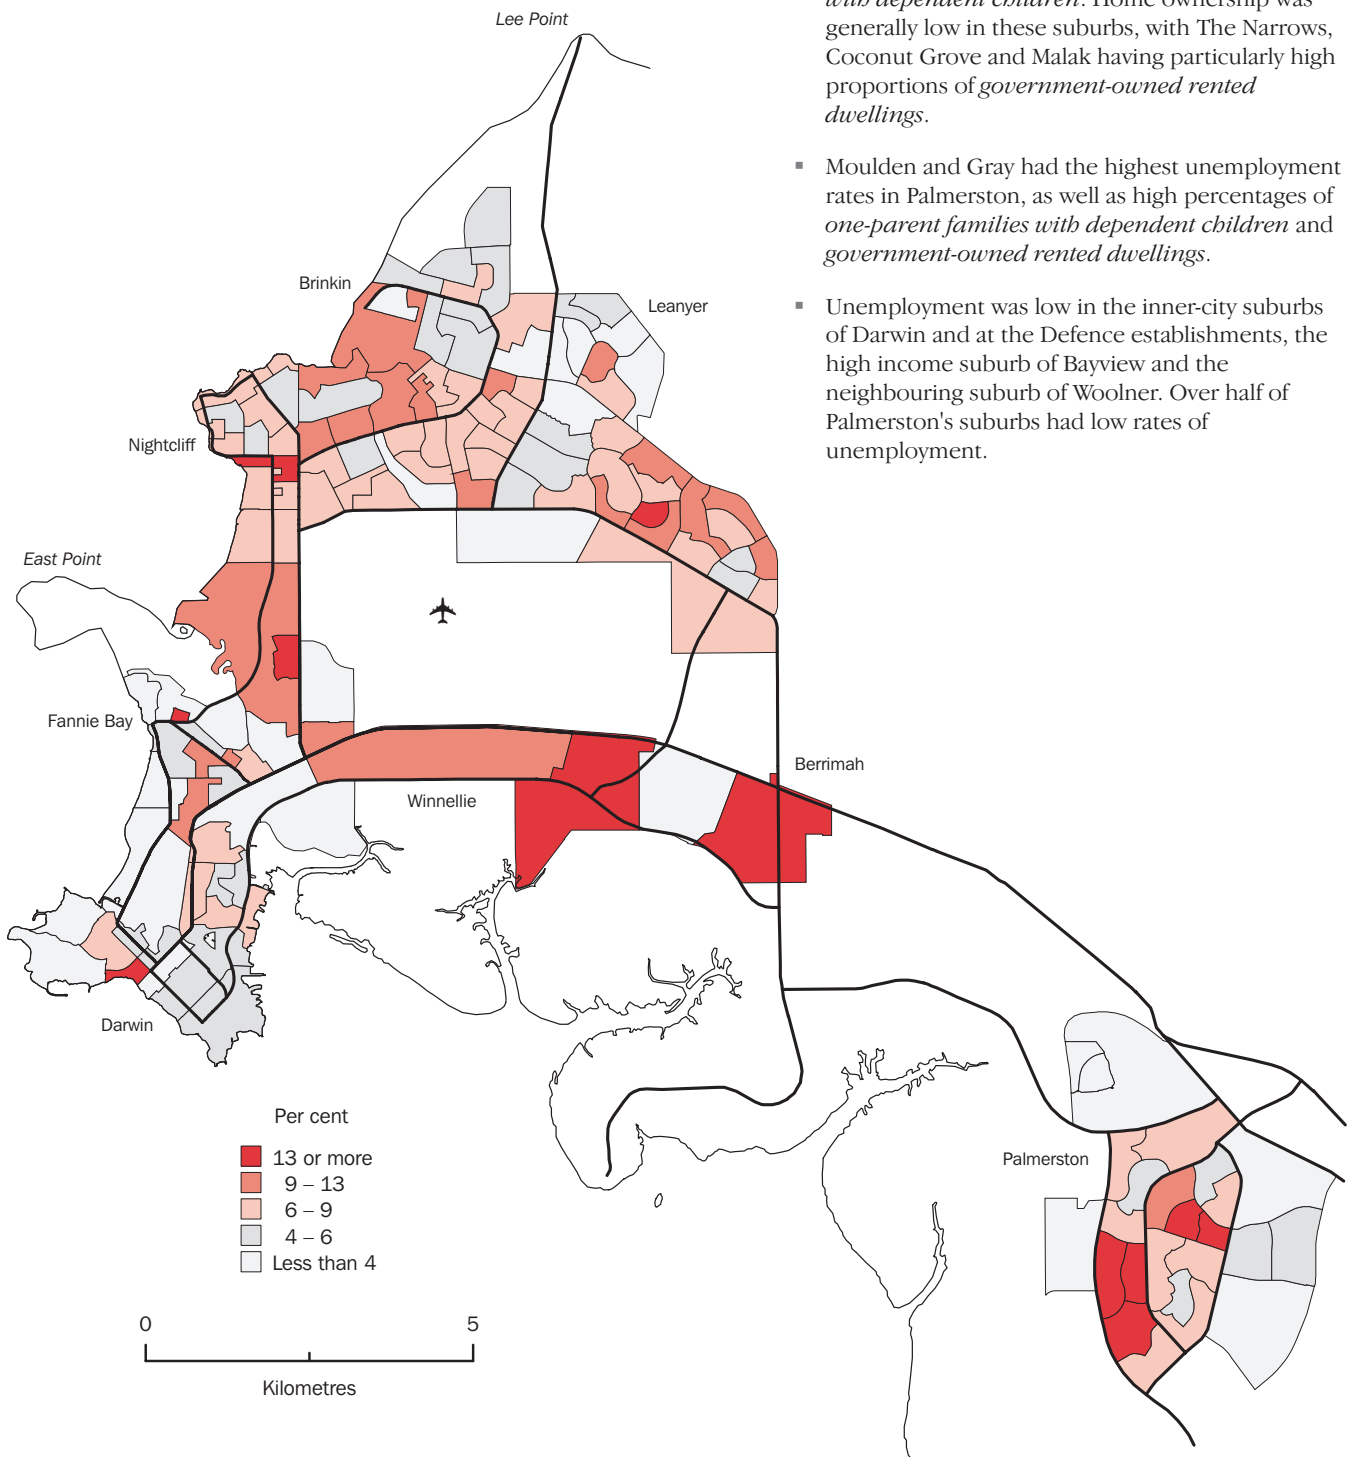 with dependent children. Home ownership was
generally low in these suburbs, with The Narrows,
Coconut Grove and Malak having particularly high
proportions of government-owned rented
dwellings.
▪ Moulden and Gray had the highest unemployment
rates in Palmerston, as well as high percentages of
one-parent families with dependent children and
government-owned rented dwellings.
▪ Unemployment was low in the inner-city suburbs
of Darwin and at the Defence establishments, the
high income suburb of Bayview and the
neighbouring suburb of Woolner. Over half of
Palmerston's suburbs had low rates of
unemployment.
Lee Point
Brinkin
Leanyer
Nightcliff
East Point
Fannie Bay
Berrimah
Winnellie
Darwin
Palmerston
Per cent
13 or more
9 – 13
6 – 9
4 – 6
Less than 4
0 5
Kilometres